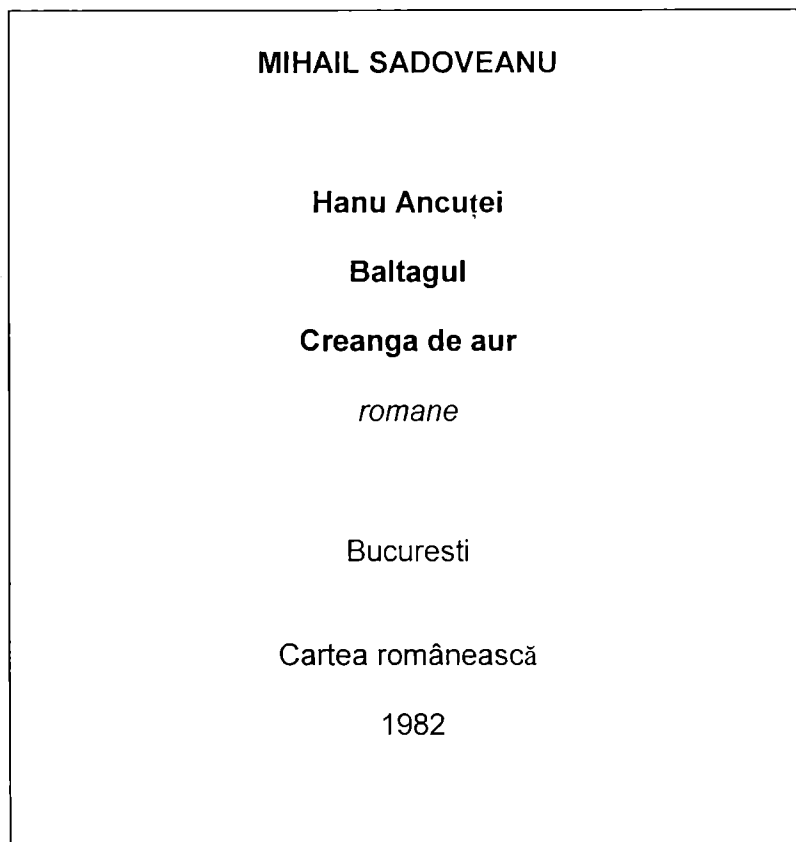 MIHAIL SADOVEANU
Hanu Ancuței
Baltagul
Creanga de aur
romane
Bucuresti
Cartea românească
1982